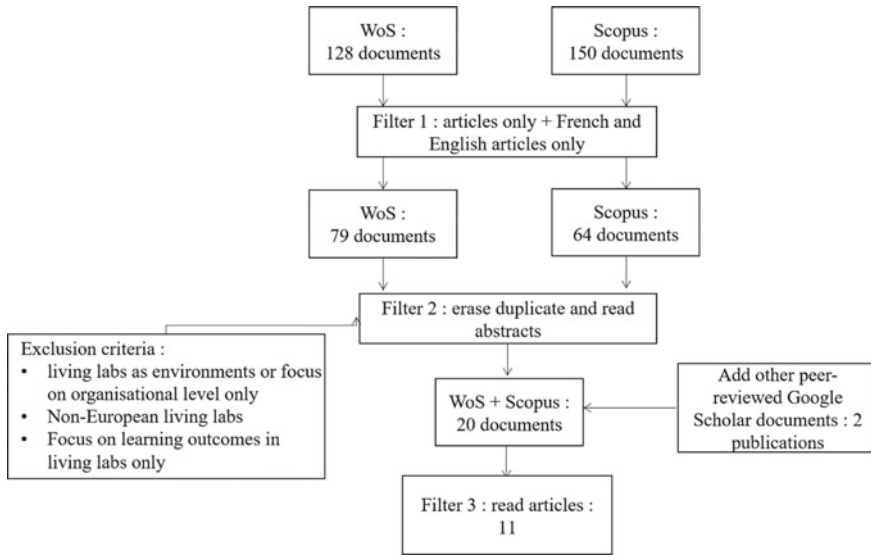 WoS :
128 documents
Scopus :
150 documents
Filter 1 : articles only + French and
English articles only
WoS :
79 documents
Scopus :
64 documents
Filter 2 : erase duplicate and read
abstracts
Exclusion criteria :
• living labs as environments or focus
on organisational level only
• Non-European living labs
• Focus on learning outcomes in
living labs only
WoS + Scopus :
20 documents
Add other peer-
reviewed Google
Scholar documents : 2
publications
Filter 3 : read articles :
11